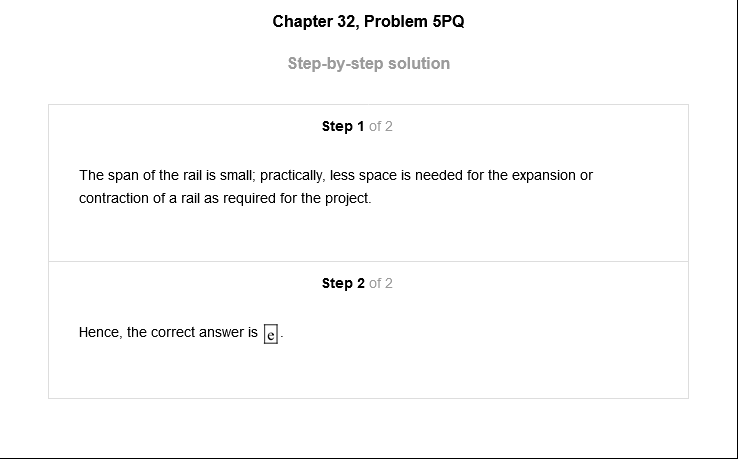 Chapter 32, Problem 5PQ
Step-by-step solution
Step 1 of 2
The span of the rail is small; practically, less space is needed for the expansion or
contraction of a rail as required for the project.
Step 2 of 2
Hence, the correct answer is e.